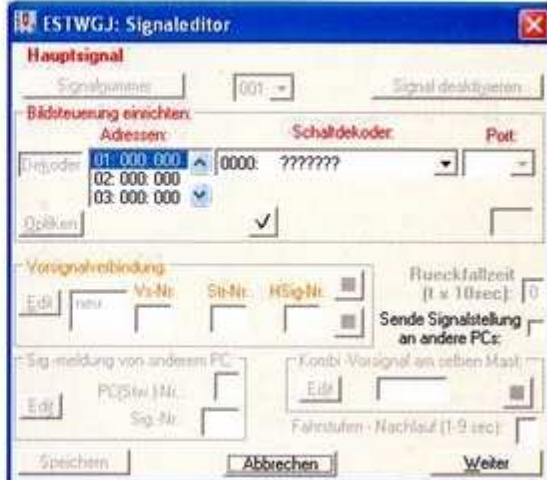 ESTWGJ: Signaleditor
Hauptsignal
Signalnummer 001 Signal deaktivieren
Bildsteuerung einrichten:
Adressen: Schaltdekoder: Port:
Dekoder 01: 000: 000 0000: ???????
02: 000: 000
03: 000: 000
Optiken
Vorsignalverbindung:
Vs-Nr. Str-Nr. HSig-Nr.
Edit neu
Rueckfallzeit
(t x 10sec): 0
Sende Signalstellung
an andere PCs:
Sig-meldung von anderem PC:
PC(Stw.)-Nr.:
Edit
Sig.-Nr.:
Kombi-Vorsignal am selben Mast:
Edit
Fahrstufen - Nachlauf (1-9 sec):
Speichern Abbrechen Weiter